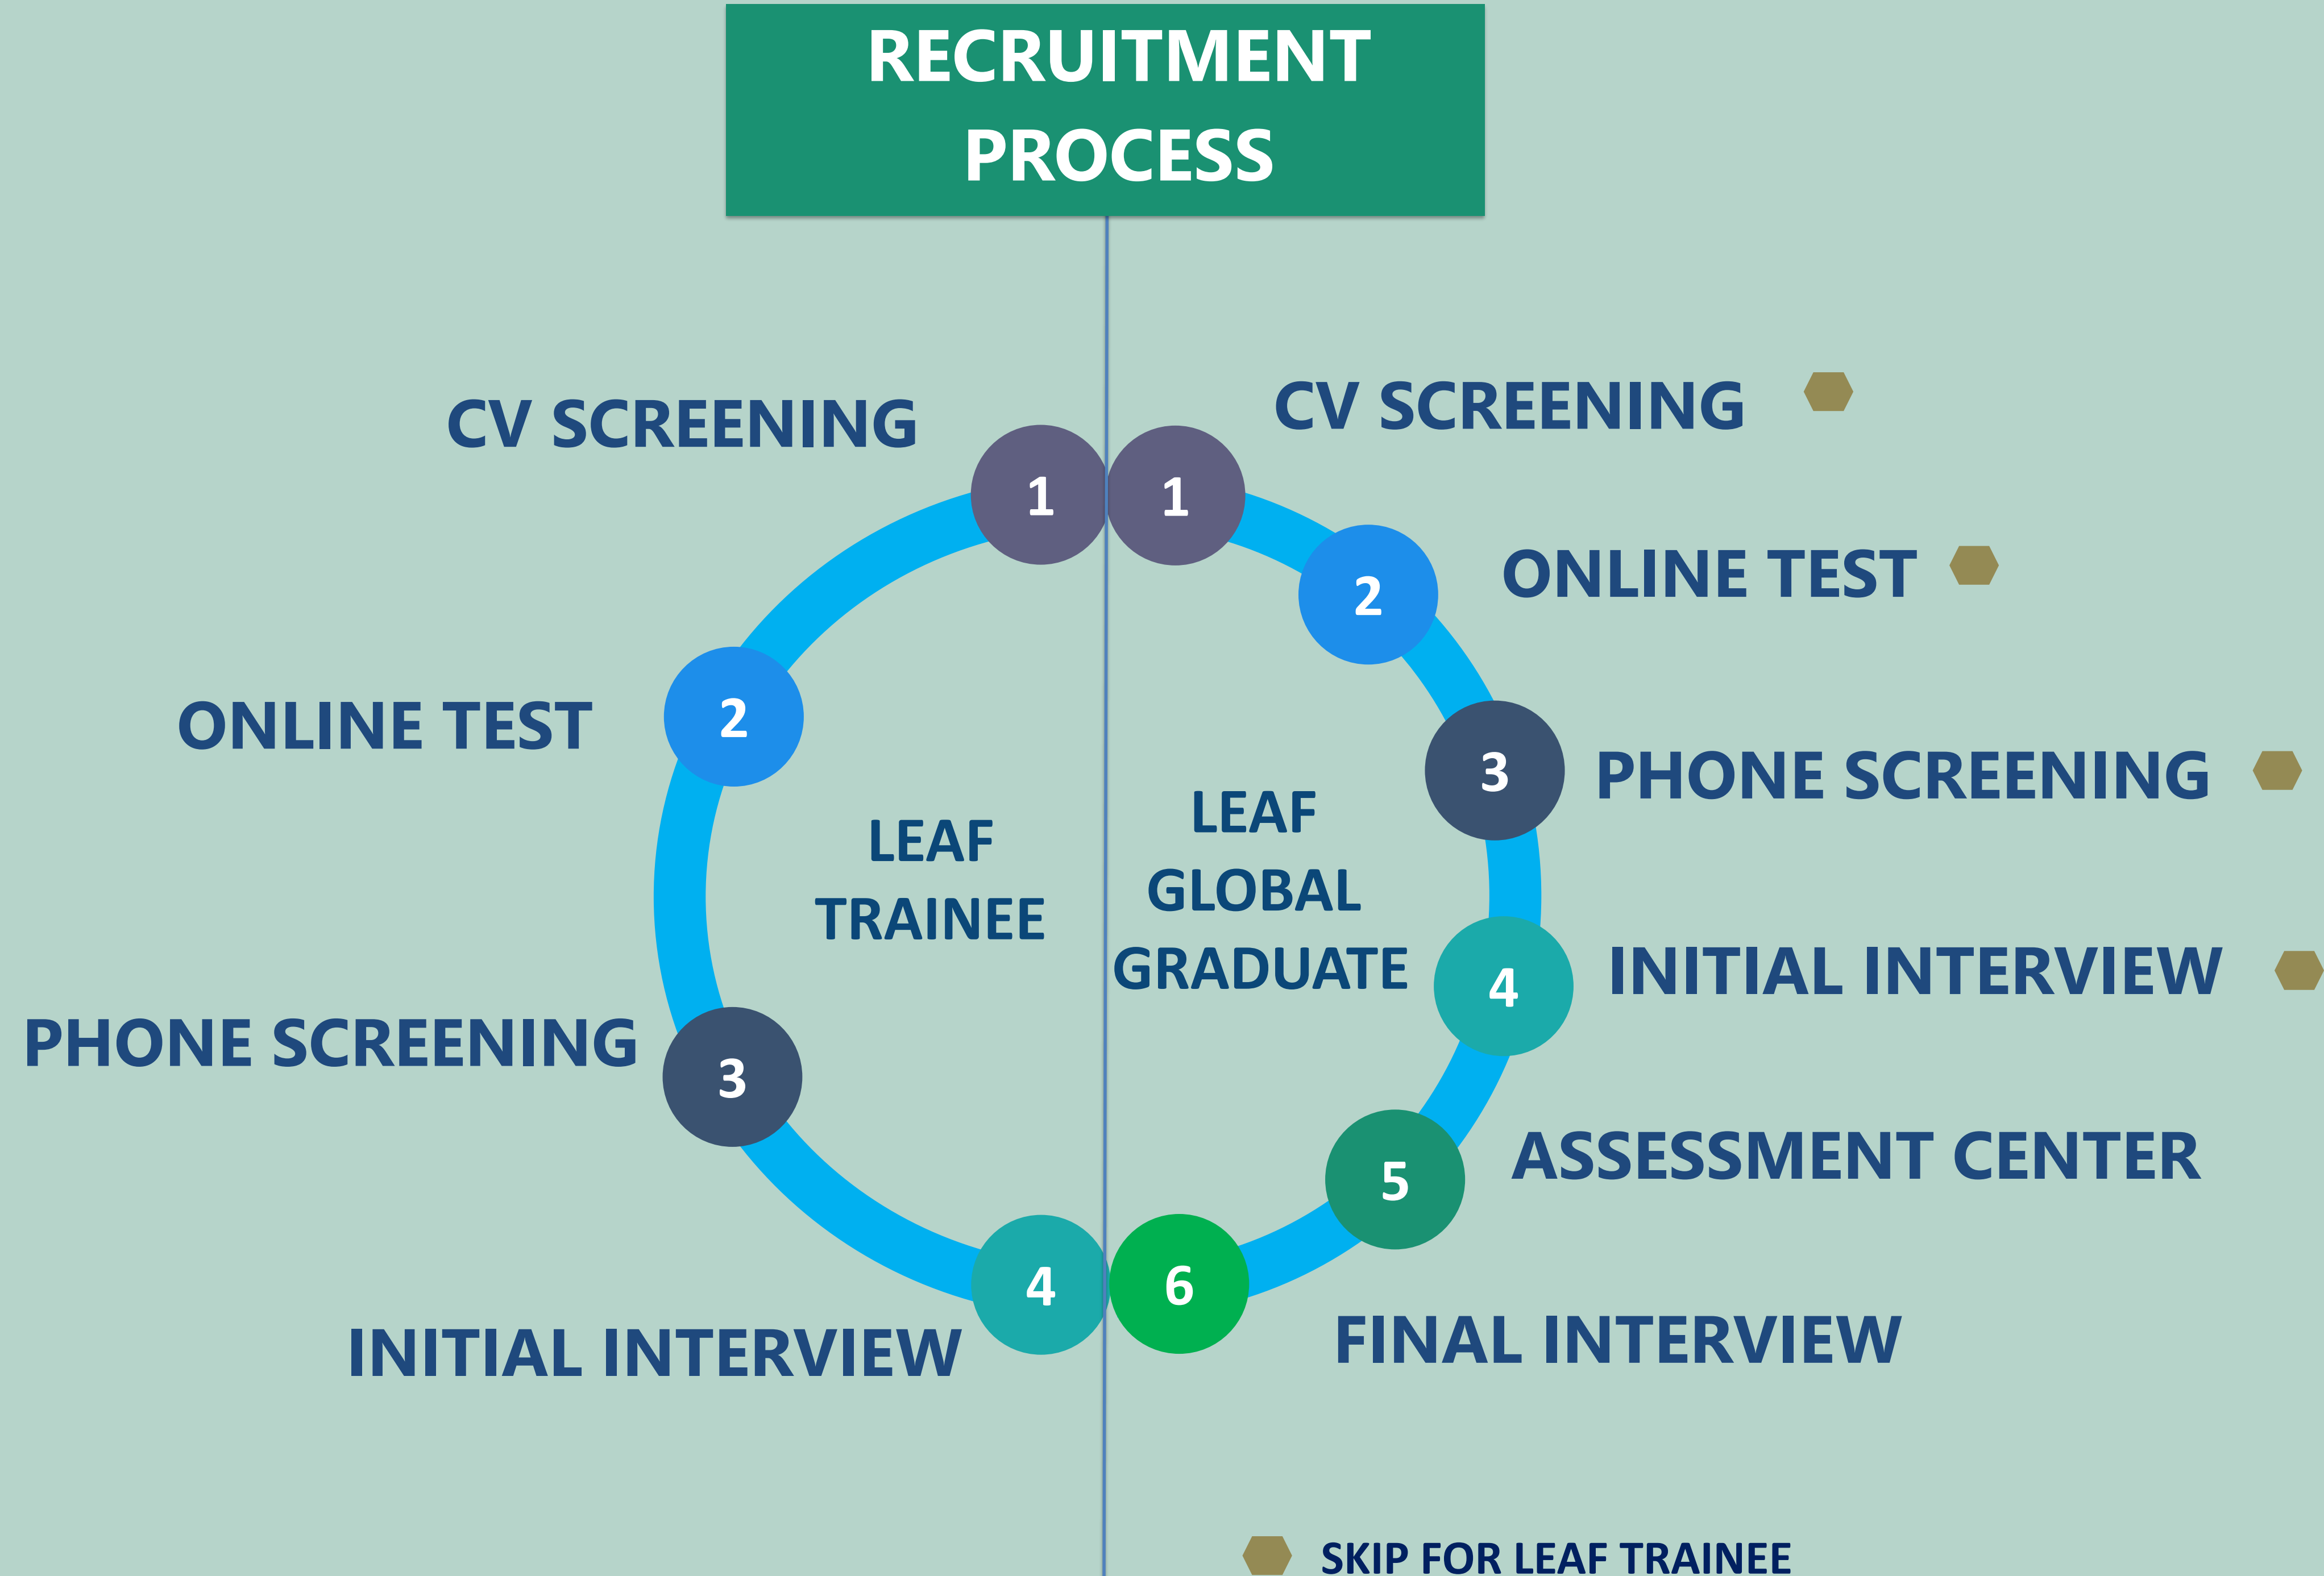 RECRUITMENT
PROCESS
CV SCREENING
1
ONLINE TEST
2
PHONE SCREENING
3
INITIAL INTERVIEW
4
LEAF
TRAINEE
CV SCREENING
1
ONLINE TEST
2
PHONE SCREENING
3
INITIAL INTERVIEW
4
ASSESSMENT CENTER
5
FINAL INTERVIEW
6
LEAF
GLOBAL
GRADUATE
SKIP FOR LEAF TRAINEE